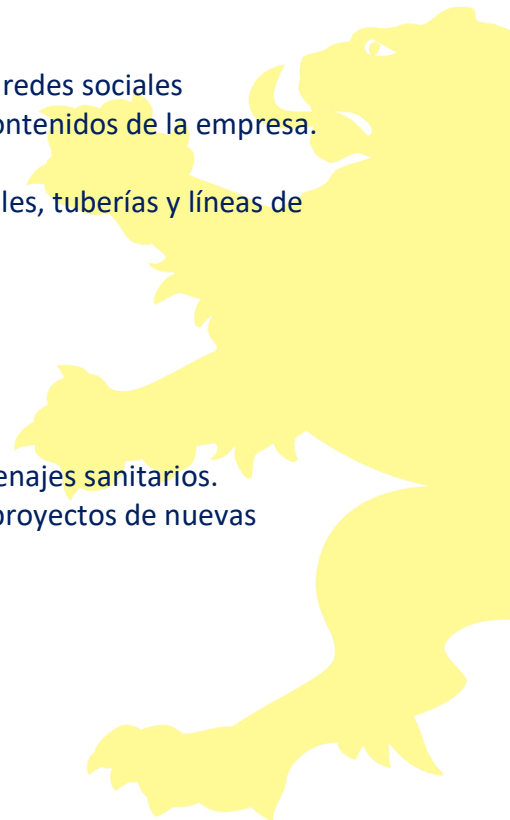 redes sociales
ontenidos de la empresa.
les, tuberías y líneas de
enajes sanitarios.
proyectos de nuevas